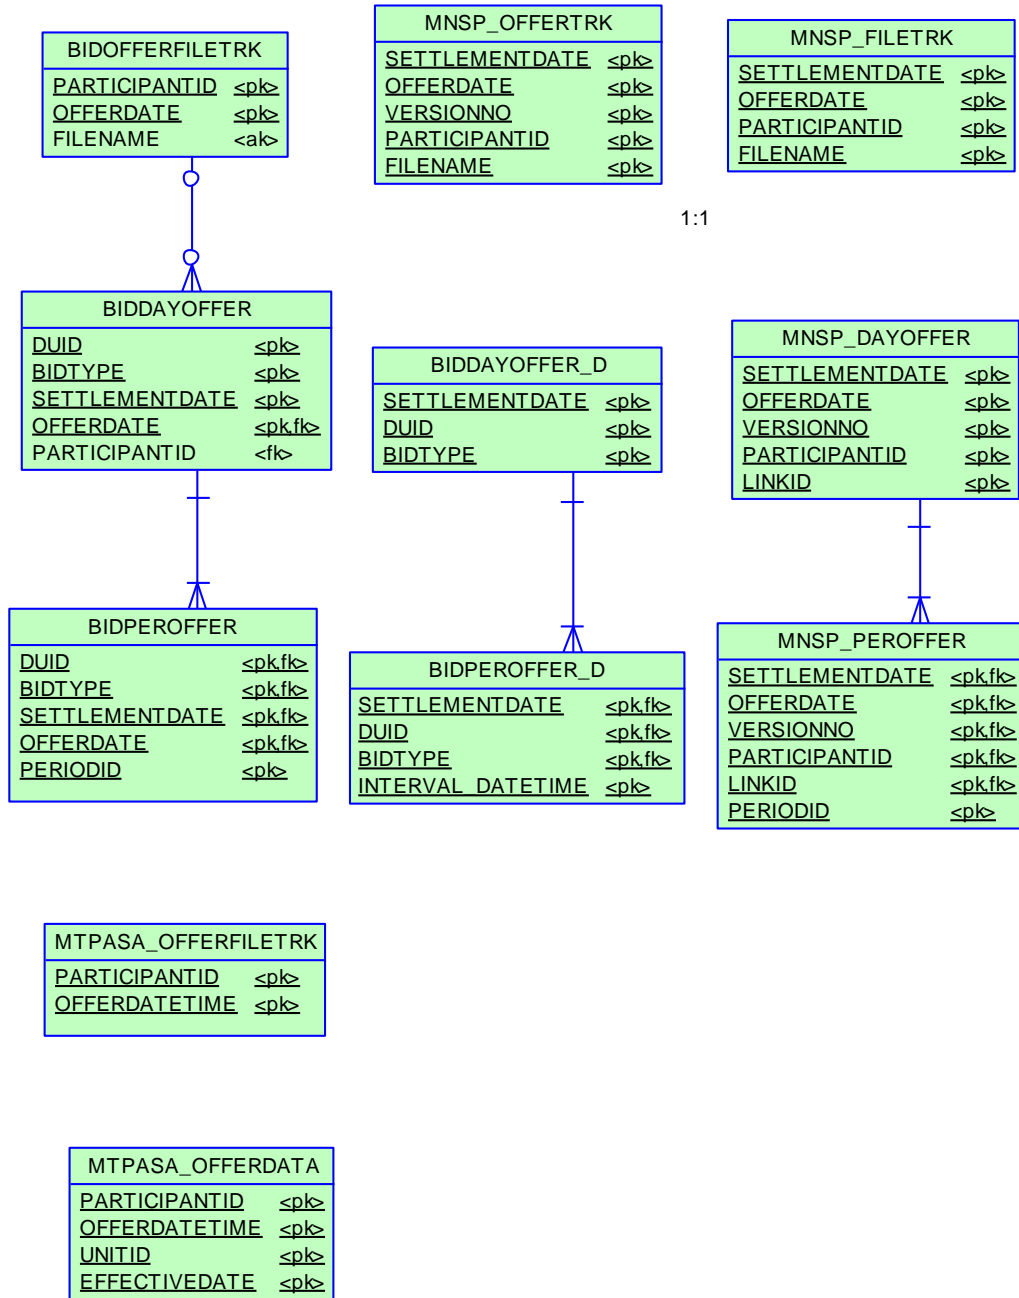 BIDOFFERFILETRK
PARTICIPANTID <pk>
OFFERDATE <pk>
FILENAME <ak>
MNSP_OFFERTRK
SETTLEMENTDATE <pk>
OFFERDATE <pk>
VERSIONNO <pk>
PARTICIPANTID <pk>
FILENAME <pk>
MNSP_FILETRK
SETTLEMENTDATE <pk>
OFFERDATE <pk>
PARTICIPANTID <pk>
FILENAME <pk>
1:1
BIDDAYOFFER
DUID <pk>
BIDTYPE <pk>
SETTLEMENTDATE <pk>
OFFERDATE <pk,fk>
PARTICIPANTID <fk>
BIDDAYOFFER_D
SETTLEMENTDATE <pk>
DUID <pk>
BIDTYPE <pk>
MNSP_DAYOFFER
SETTLEMENTDATE <pk>
OFFERDATE <pk>
VERSIONNO <pk>
PARTICIPANTID <pk>
LINKID <pk>
BIDPEROFFER
DUID <pk,fk>
BIDTYPE <pk,fk>
SETTLEMENTDATE <pk,fk>
OFFERDATE <pk,fk>
PERIODID <pk>
BIDPEROFFER_D
SETTLEMENTDATE <pk,fk>
DUID <pk,fk>
BIDTYPE <pk,fk>
INTERVAL_DATETIME <pk>
MNSP_PEROFFER
SETTLEMENTDATE <pk,fk>
OFFERDATE <pk,fk>
VERSIONNO <pk,fk>
PARTICIPANTID <pk,fk>
LINKID <pk,fk>
PERIODID <pk>
MTPASA_OFFERFILETRK
PARTICIPANTID <pk>
OFFERDATETIME <pk>
MTPASA_OFFERDATA
PARTICIPANTID <pk>
OFFERDATETIME <pk>
UNITID <pk>
EFFECTIVEDATE <pk>